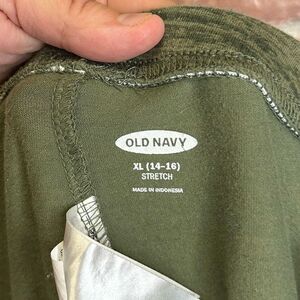 OLD NAVY
XL (14-16)
STRETCH
MADE IN INDONESIA